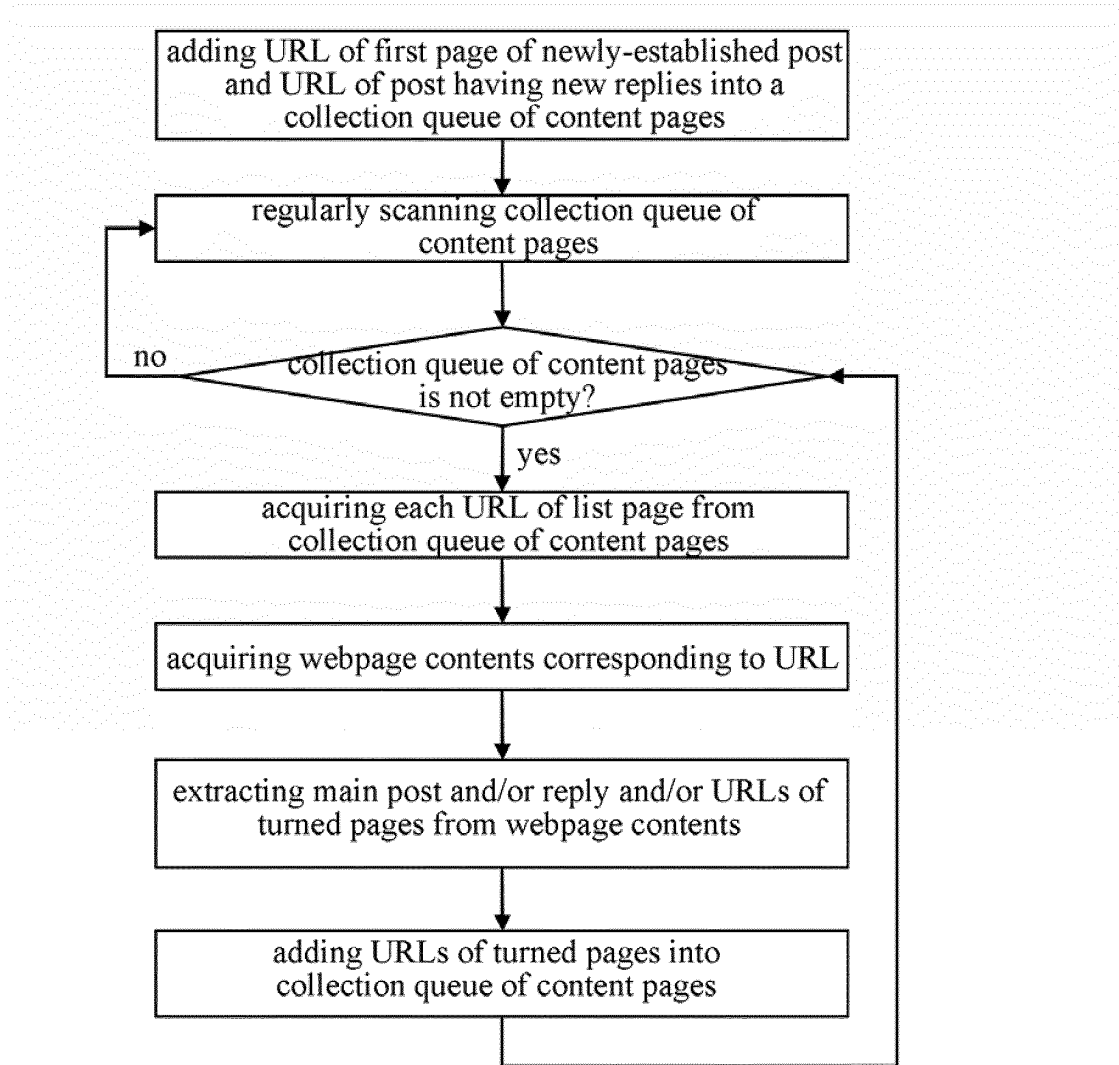 adding URL of first page of newly-established post
and URL of post having new replies into a
collection queue of content pages
regularly scanning collection queue of
content pages
no
collection queue of content pages
is not empty?
yes
acquiring each URL of list page from
collection queue of content pages
acquiring webpage contents corresponding to URL
extracting main post and/or reply and/or URLs of
turned pages from webpage contents
adding URLs of turned pages into
collection queue of content pages